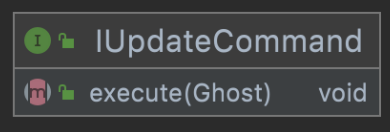 I IUpdateCommand
m execute(Ghost) void